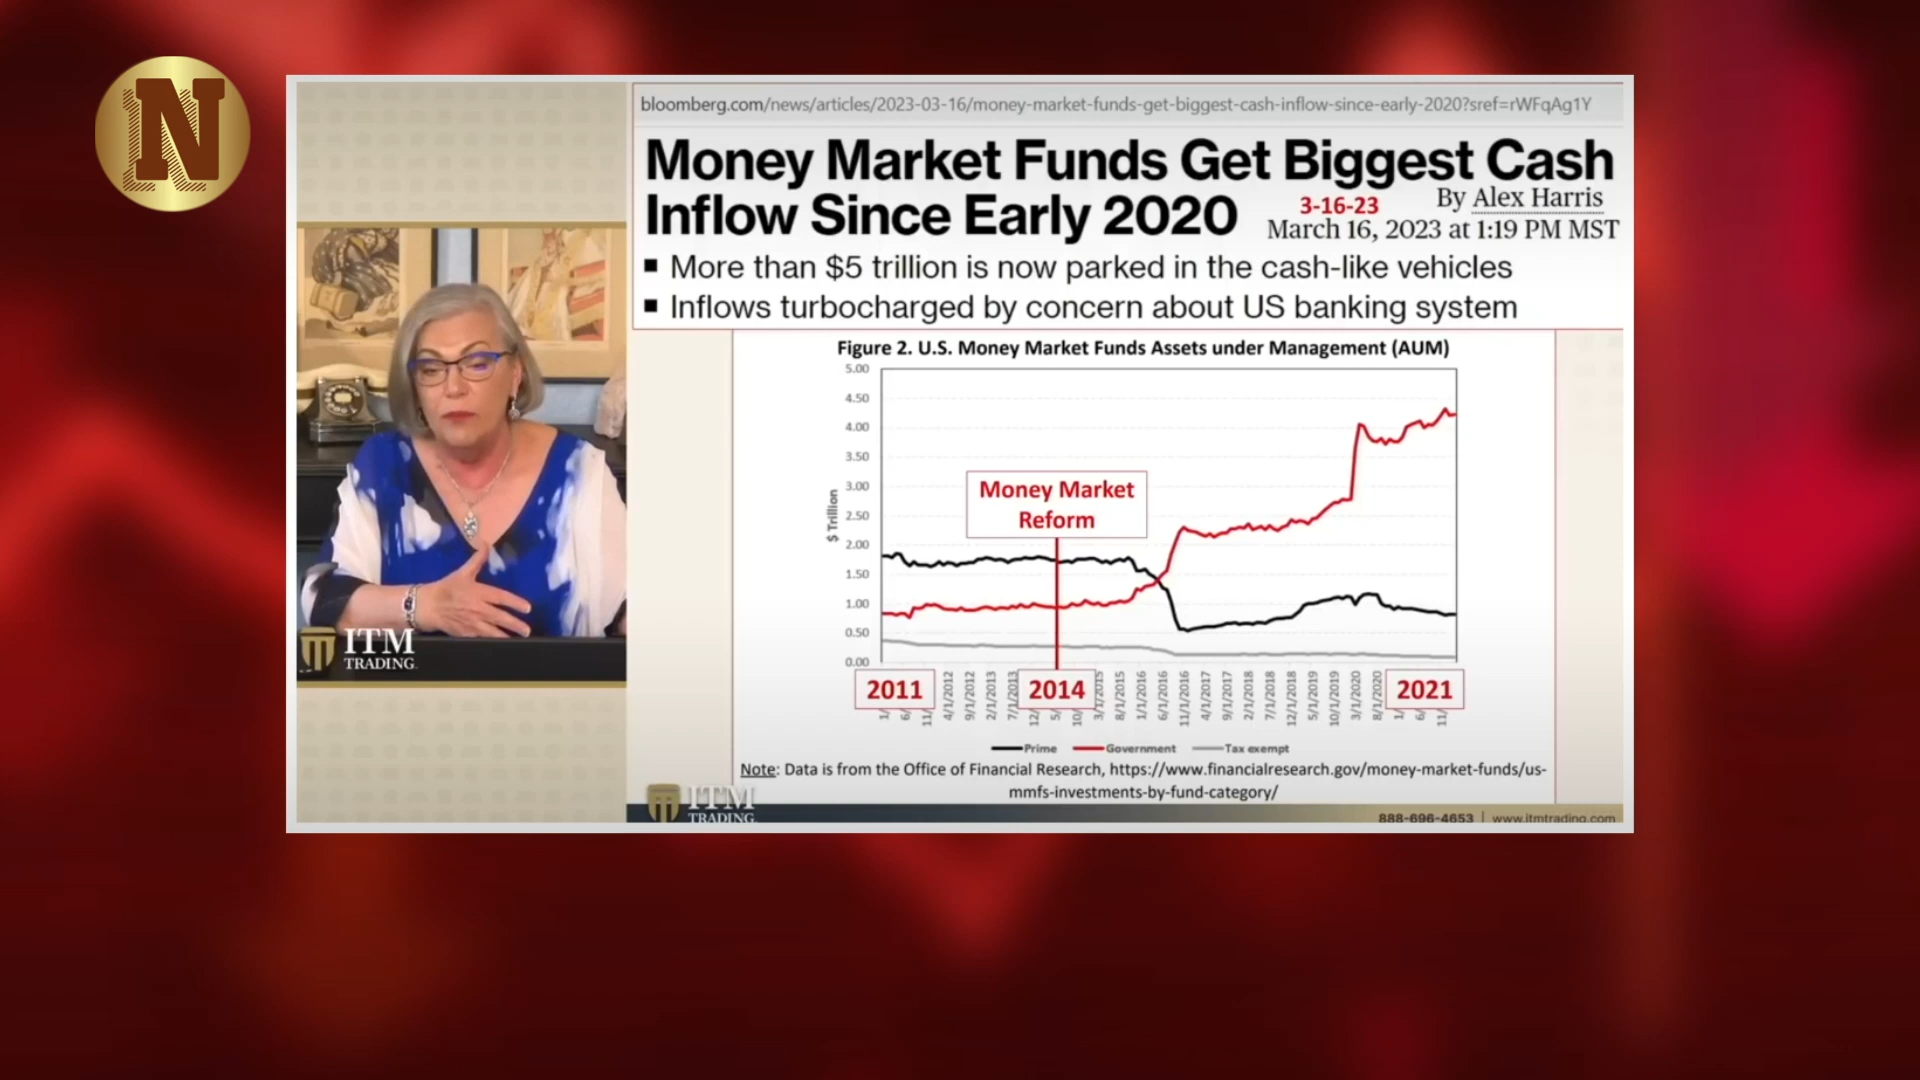 N
bloomberg.com/news/articles/2023-03-16/money-market-funds-get-biggest-cash-inflow-since-early-2020?sref=rWFqAg1Y
Money Market Funds Get Biggest Cash
Inflow Since Early 2020
3-16-23
By Alex Harris
March 16, 2023 at 1:19 PM MST
More than $5 trillion is now parked in the cash-like vehicles
Inflows turbocharged by concern about US banking system
Figure 2. U.S. Money Market Funds Assets under Management (AUM)
5.00
4.50
4.00
3.50
3.00
2.50
2.00
1.50
1.00
0.50
0.00
$ Trillion
Money Market
Reform
2011
4/1/2012
9/1/2012
2/1/2013
7/1/2013
2014
3/1/2015
8/1/2015
1/1/2016
6/1/2016
11/1/2016
4/1/2017
9/1/2017
2/1/2018
7/1/2018
12/1/2018
5/1/2019
10/1/2019
3/1/2020
8/1/2020
2021
Prime Government Tax exempt
Note: Data is from the Office of Financial Research, https://www.financialresearch.gov/money-market-funds/us-
mmfs-investments-by-fund-category/
ITM
TRADING
ITM
TRADING
888-696-4653 | www.itmtrading.com